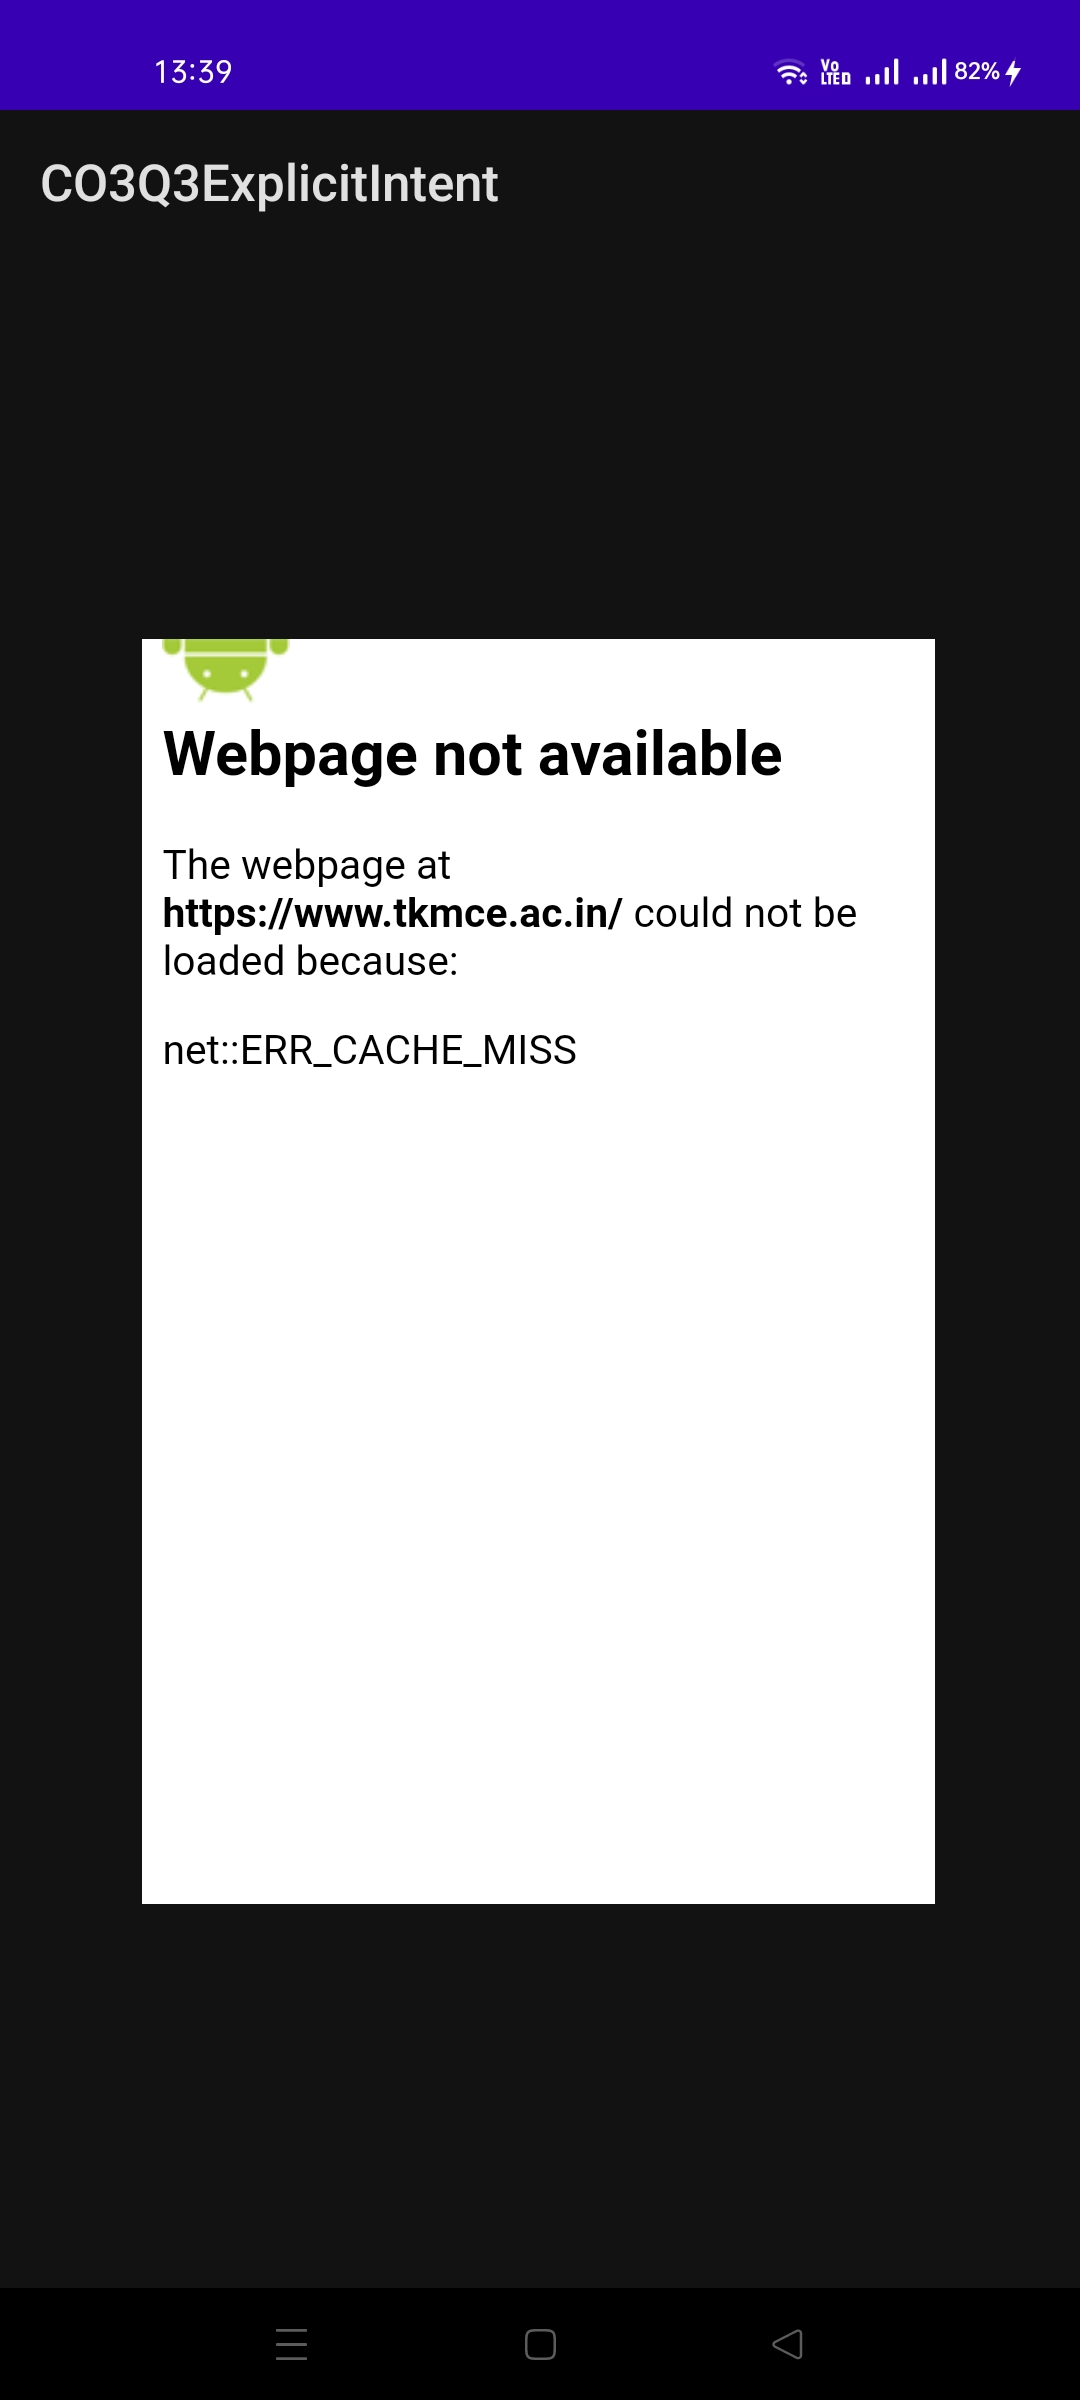 13:39
Vo
LTED
82%
CO3Q3ExplicitIntent
Webpage not available
The webpage at
https://www.tkmce.ac.in/ could not be
loaded because:
net::ERR_CACHE_MISS